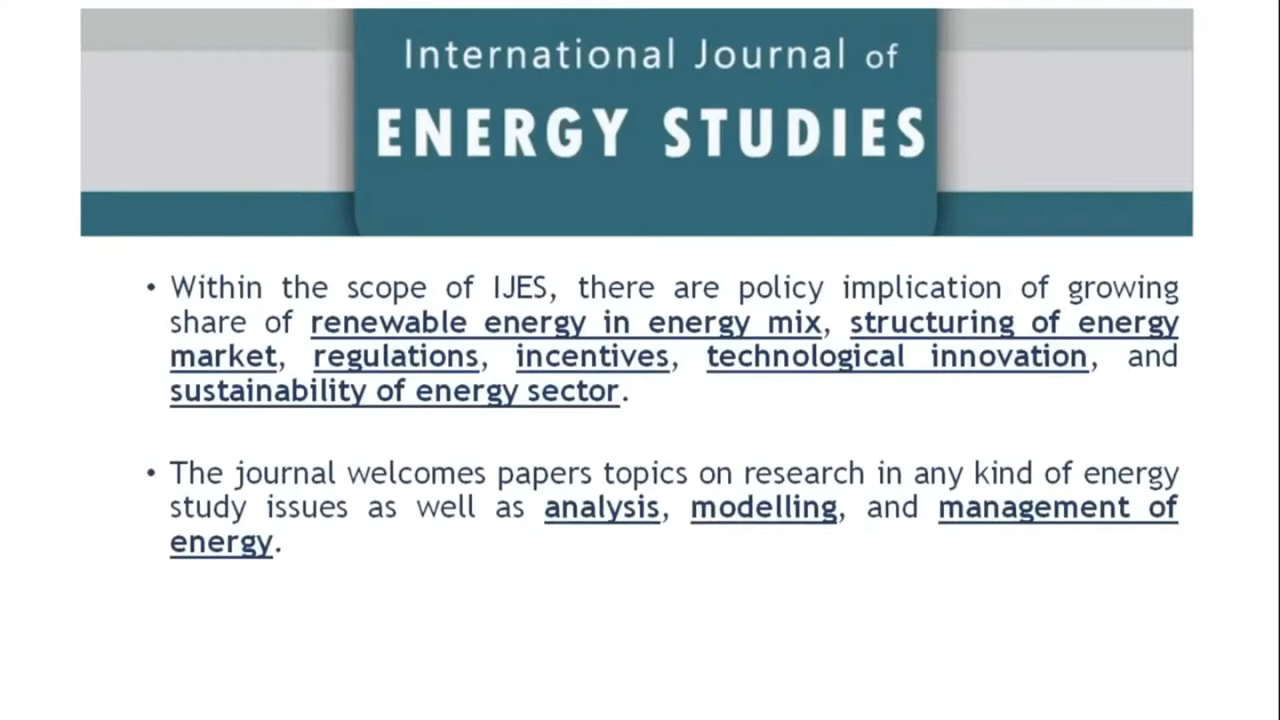 International Journal of
ENERGY STUDIES
• Within the scope of IJES, there are policy implication of growing
share of renewable energy in energy mix, structuring of energy
market, regulations, incentives, technological innovation, and
sustainability of energy sector.
• The journal welcomes papers topics on research in any kind of energy
study issues as well as analysis, modelling, and management of
energy.